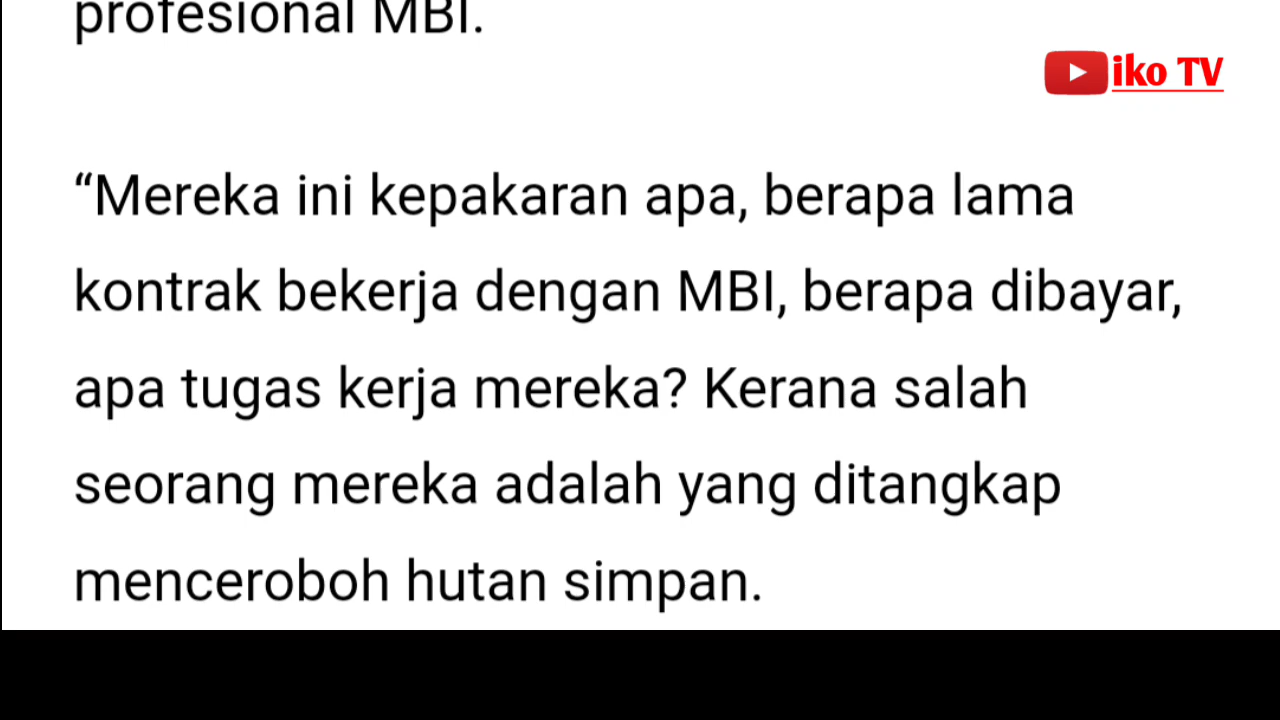 profesional MBI.
iko TV
“Mereka ini kepakaran apa, berapa lama
kontrak bekerja dengan MBI, berapa dibayar,
apa tugas kerja mereka? Kerana salah
seorang mereka adalah yang ditangkap
menceroboh hutan simpan.